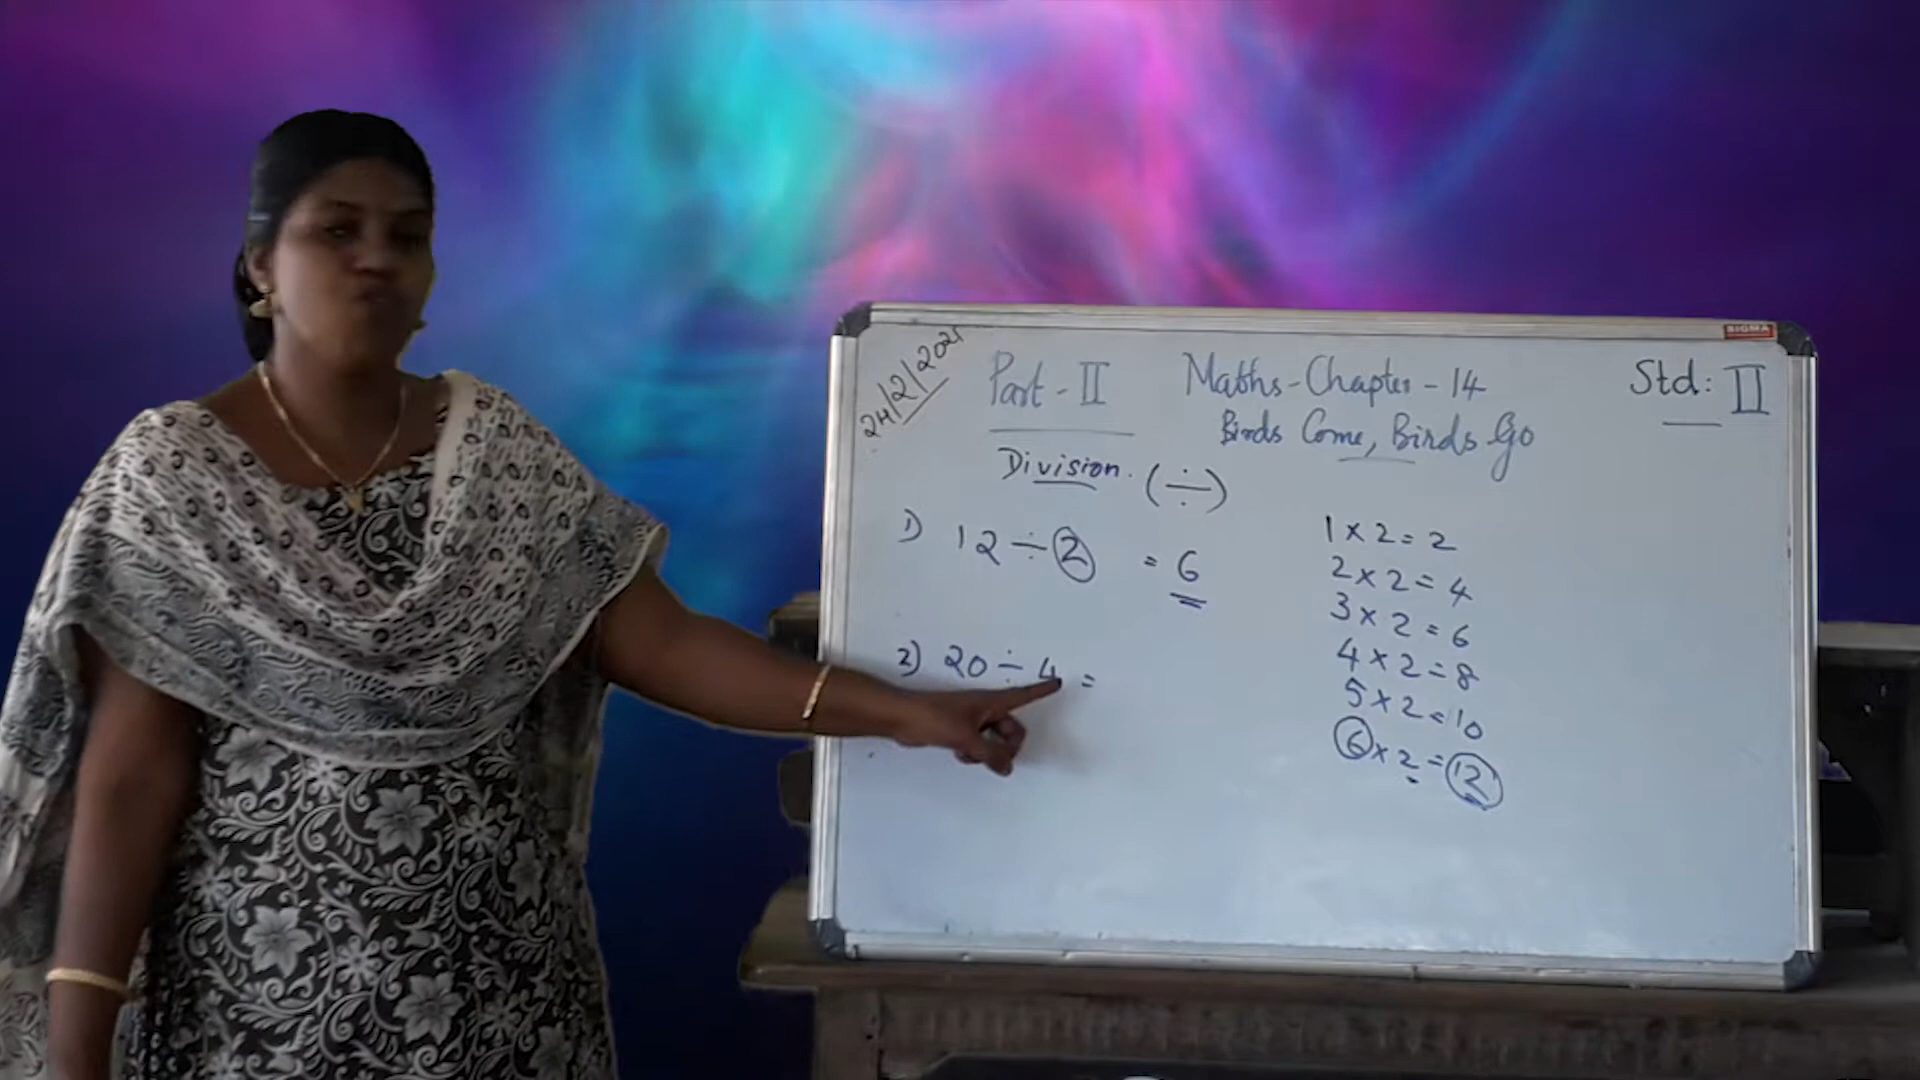 SIGMA
24/2/2021
Part - II Maths - Chapter - 14 Std: II
Birds Come, Birds Go
Division. (÷)
1) 12 ÷ 2 = 6
2) 20 ÷ 4 =
1 x 2 = 2
2 x 2 = 4
3 x 2 = 6
4 x 2 = 8
5 x 2 = 10
6 x 2 = 12